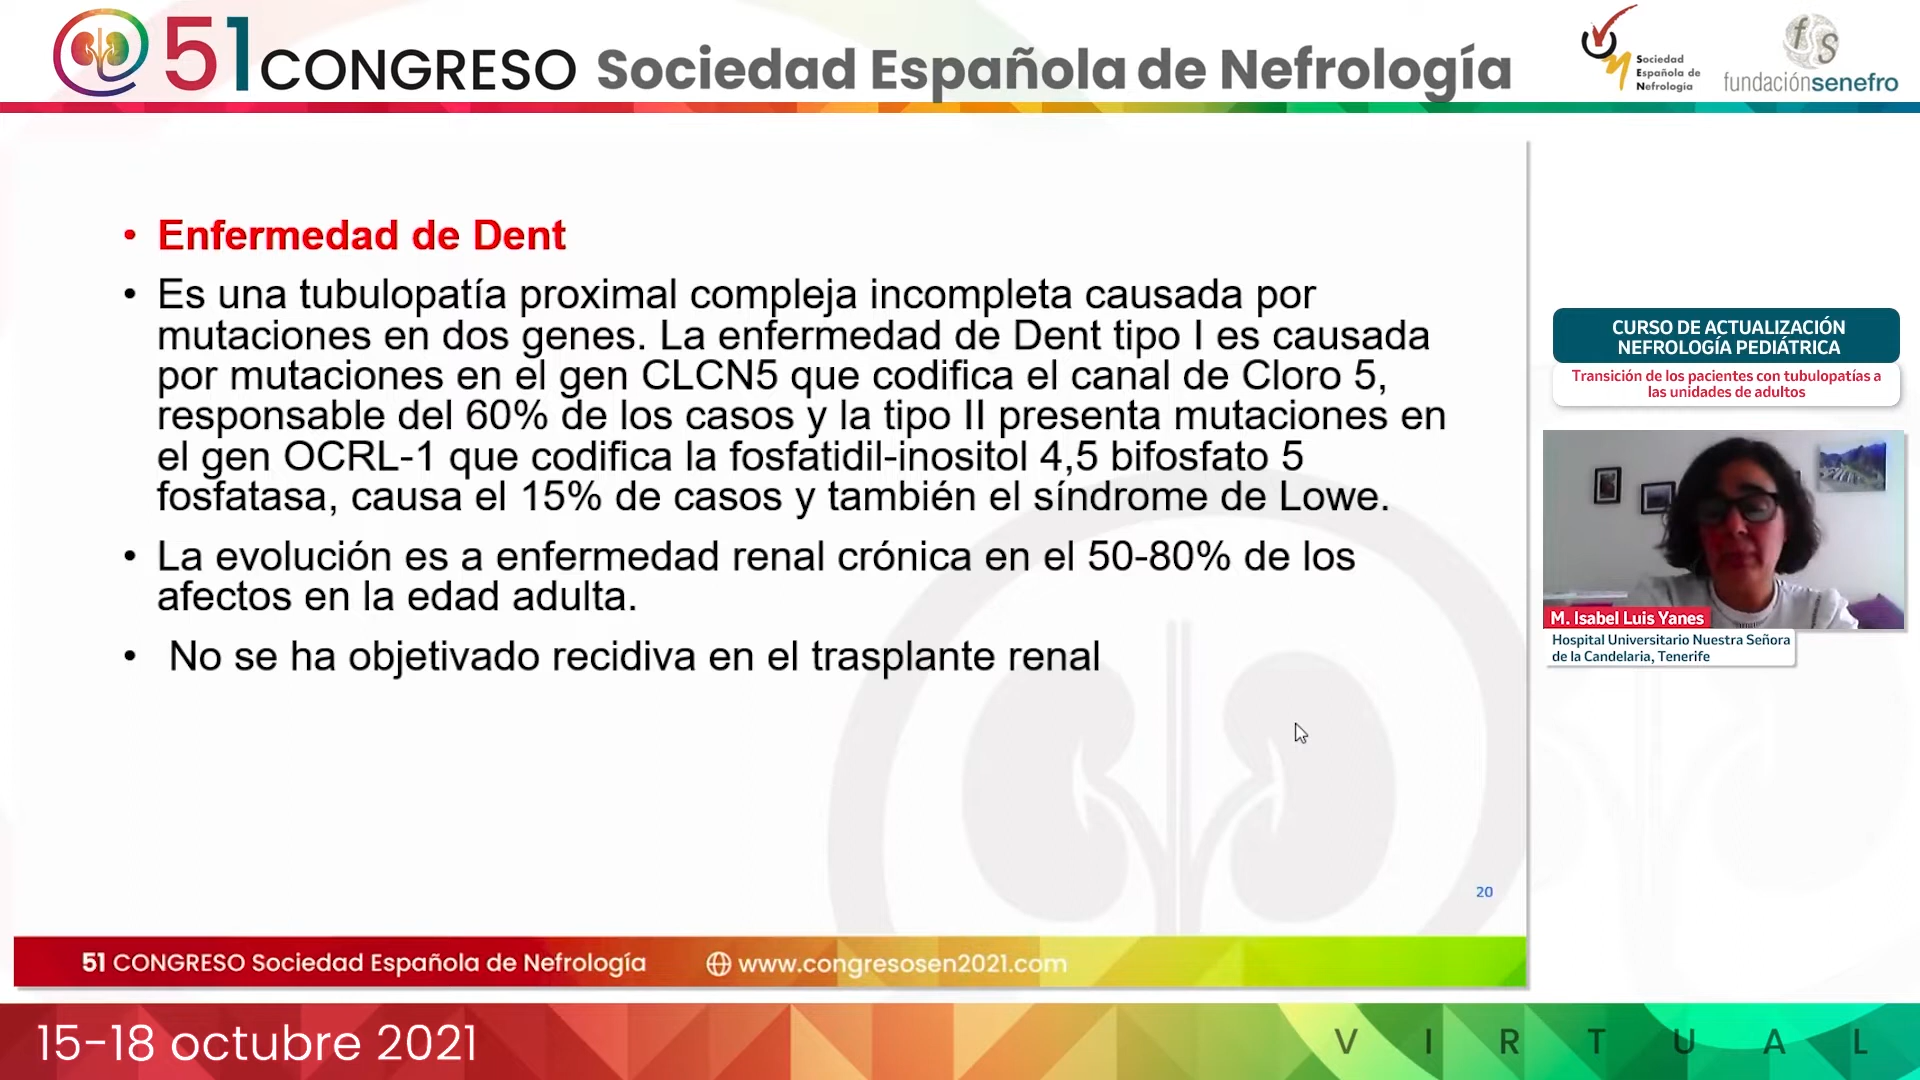 51 CONGRESO Sociedad Española de Nefrología
Sociedad
Española de
Nefrología
fundaciónsenefro
• Enfermedad de Dent
• Es una tubulopatía proximal compleja incompleta causada por
mutaciones en dos genes. La enfermedad de Dent tipo I es causada
por mutaciones en el gen CLCN5 que codifica el canal de Cloro 5,
responsable del 60% de los casos y la tipo II presenta mutaciones en
el gen OCRL-1 que codifica la fosfatidil-inositol 4,5 bifosfato 5
fosfatasa, causa el 15% de casos y también el síndrome de Lowe.
• La evolución es a enfermedad renal crónica en el 50-80% de los
afectos en la edad adulta.
• No se ha objetivado recidiva en el trasplante renal
20
51 CONGRESO Sociedad Española de Nefrología www.congresosen2021.com
CURSO DE ACTUALIZACIÓN
NEFROLOGÍA PEDIÁTRICA
Transición de los pacientes con tubulopatías a
las unidades de adultos
M. Isabel Luis Yanes
Hospital Universitario Nuestra Señora
de la Candelaria, Tenerife
15-18 octubre 2021
VIRTUAL